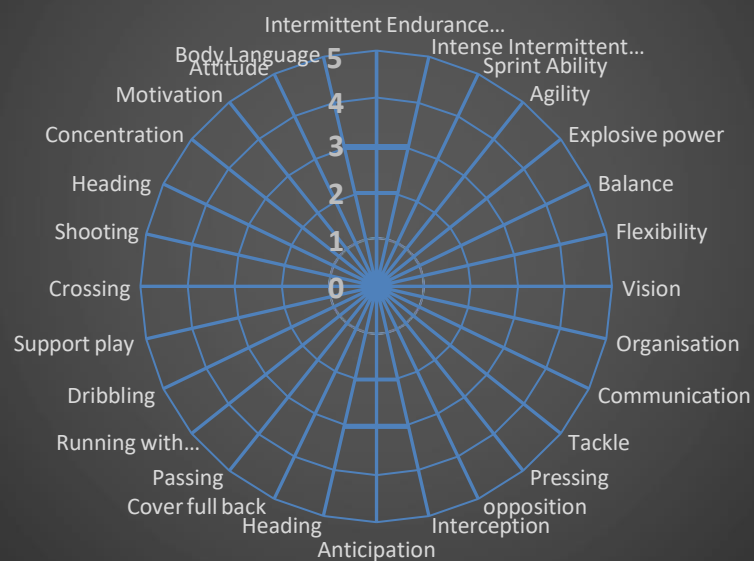 Intermittent Endurance...
Intense Intermittent...
Sprint Ability
Agility
Explosive power
Balance
Flexibility
Vision
Organisation
Communication
Tackle
Pressing
opposition
Interception
Anticipation
Heading
Cover full back
Passing
Running with...
Dribbling
Support play
Crossing
Shooting
Heading
Concentration
Motivation
Attitude
Body Language
5
4
3
2
1
0